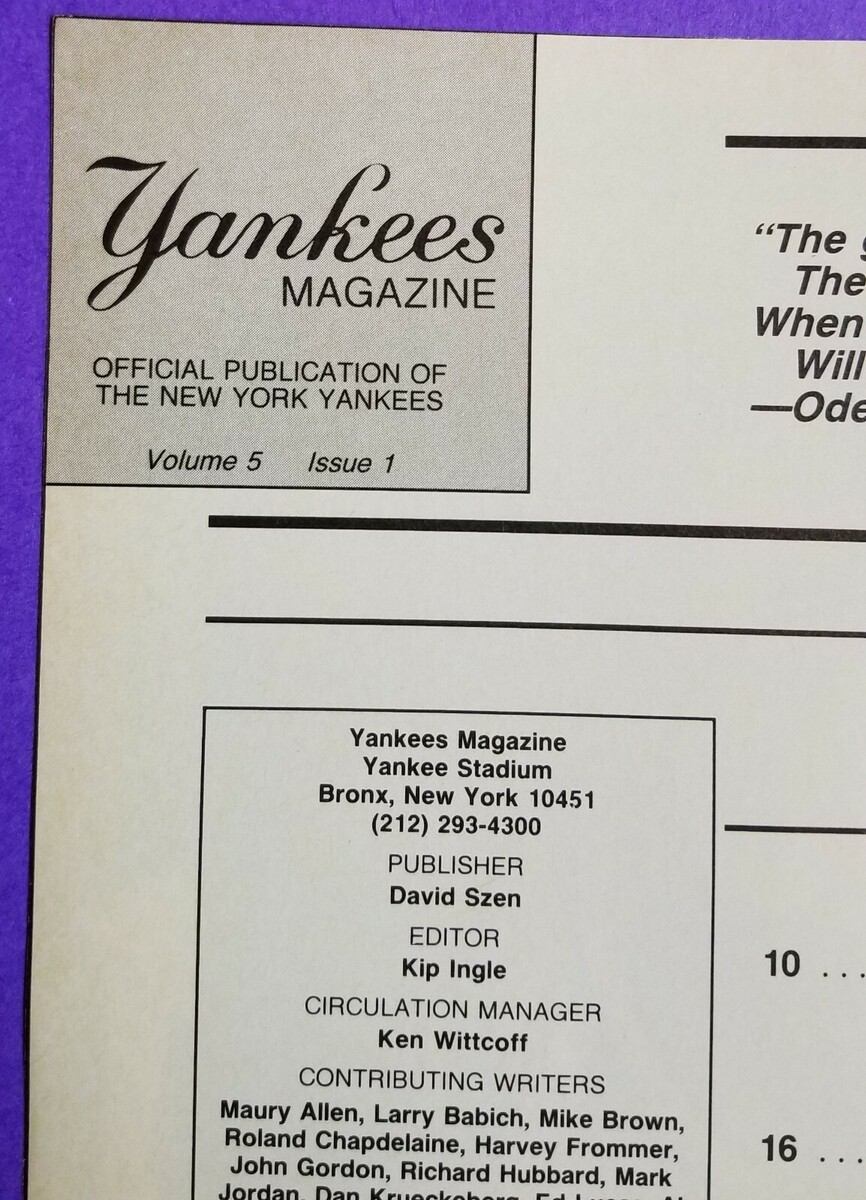 Yankees
MAGAZINE
OFFICIAL PUBLICATION OF
THE NEW YORK YANKEES
Volume 5 Issue 1
“The
The
When
Will
—Ode
Yankees Magazine
Yankee Stadium
Bronx, New York 10451
(212) 293-4300
PUBLISHER
David Szen
EDITOR
Kip Ingle
CIRCULATION MANAGER
Ken Wittcoff
CONTRIBUTING WRITERS
Maury Allen, Larry Babich, Mike Brown,
Roland Chapdelaine, Harvey Frommer,
John Gordon, Richard Hubbard, Mark
Jordan, Dan
10 ...
16 ...